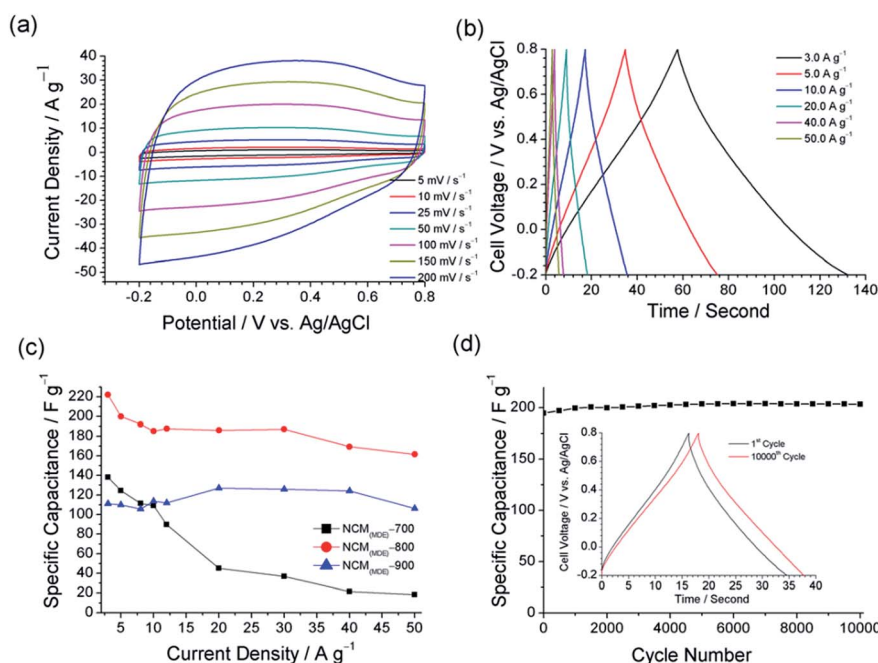 (a)
Current Density / A g⁻¹
40
30
20
10
0
-10
-20
-30
-40
-50
-0.2
0.0
0.2
0.4
0.6
0.8
Potential / V vs. Ag/AgCl
5 mV / s⁻¹
10 mV / s⁻¹
25 mV / s⁻¹
50 mV / s⁻¹
100 mV / s⁻¹
150 mV / s⁻¹
200 mV / s⁻¹
(b)
Cell Voltage / V vs. Ag/AgCl
0.8
0.6
0.4
0.2
0.0
-0.2
0
20
40
60
80
100
120
140
Time / Second
3.0 A g⁻¹
5.0 A g⁻¹
10.0 A g⁻¹
20.0 A g⁻¹
40.0 A g⁻¹
50.0 A g⁻¹
(c)
Specific Capacitance / F g⁻¹
220
200
180
160
140
120
100
80
60
40
20
0
5
10
15
20
25
30
35
40
45
50
Current Density / A g⁻¹
NCM(MDE)–700
NCM(MDE)–800
NCM(MDE)–900
(d)
Specific Capacitance / F g⁻¹
250
200
150
100
50
0
0
2000
4000
6000
8000
10000
Cycle Number
Cell Voltage / V vs. Ag/AgCl
0.8
0.6
0.4
0.2
0.0
-0.2
0
5
10
15
20
25
30
35
40
Time / Second
1st Cycle
10000th Cycle